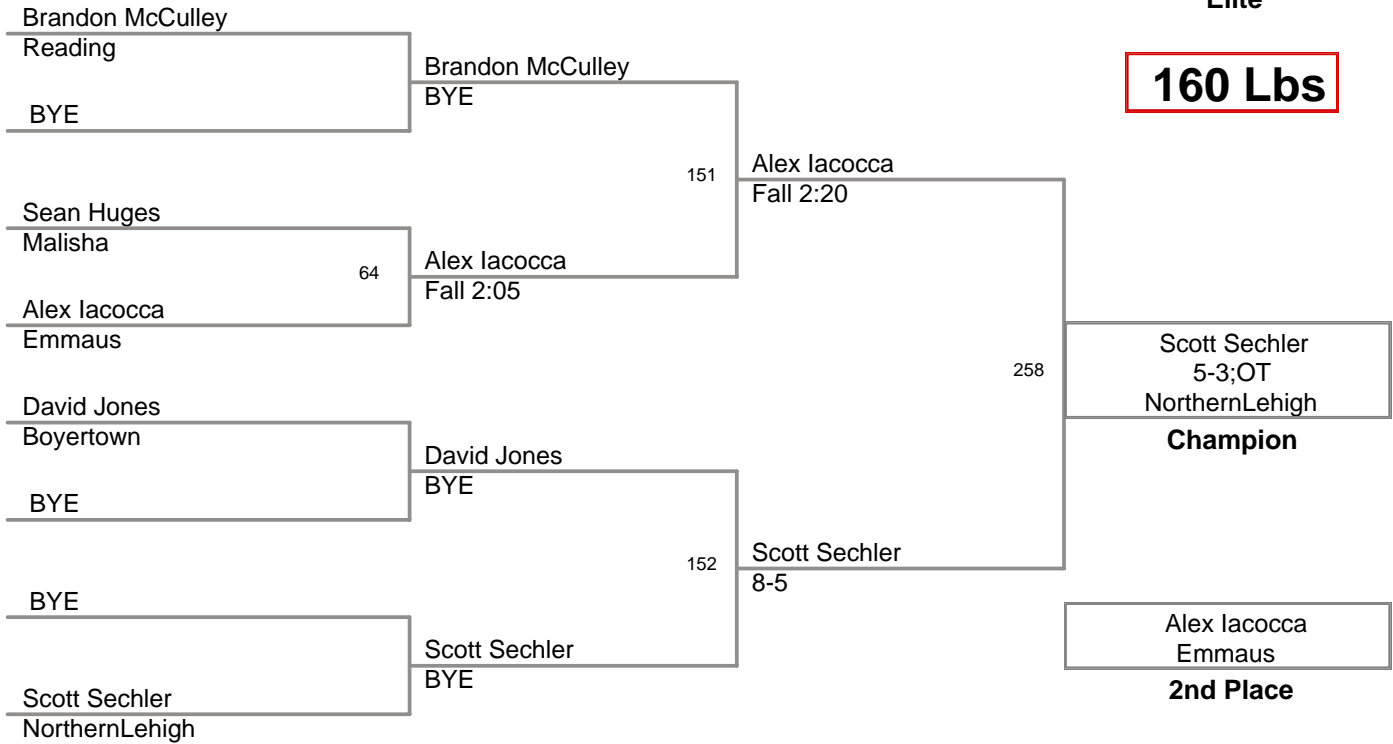 Elite
160 Lbs
Brandon McCulley
Reading
BYE
Sean Huges
Malisha
64
Alex Iacocca
Emmaus
David Jones
Boyertown
BYE
BYE
Scott Sechler
NorthernLehigh
Brandon McCulley
BYE
151
Alex Iacocca
Fall 2:05
David Jones
BYE
152
Scott Sechler
BYE
Alex Iacocca
Fall 2:20
258
Scott Sechler
8-5
Scott Sechler
5-3;OT
NorthernLehigh
Champion
Alex Iacocca
Emmaus
2nd Place